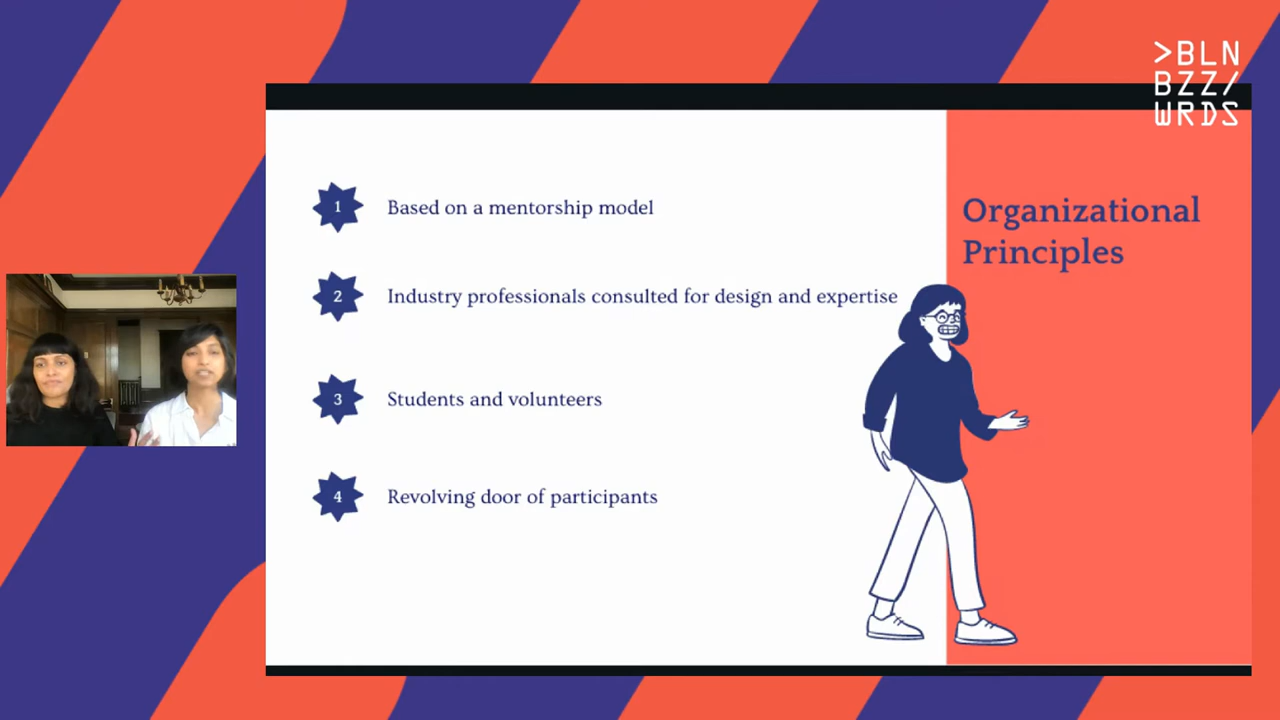 >BLN
BZZ/
WRDS
Organizational
Principles
1 Based on a mentorship model
2 Industry professionals consulted for design and expertise
3 Students and volunteers
4 Revolving door of participants